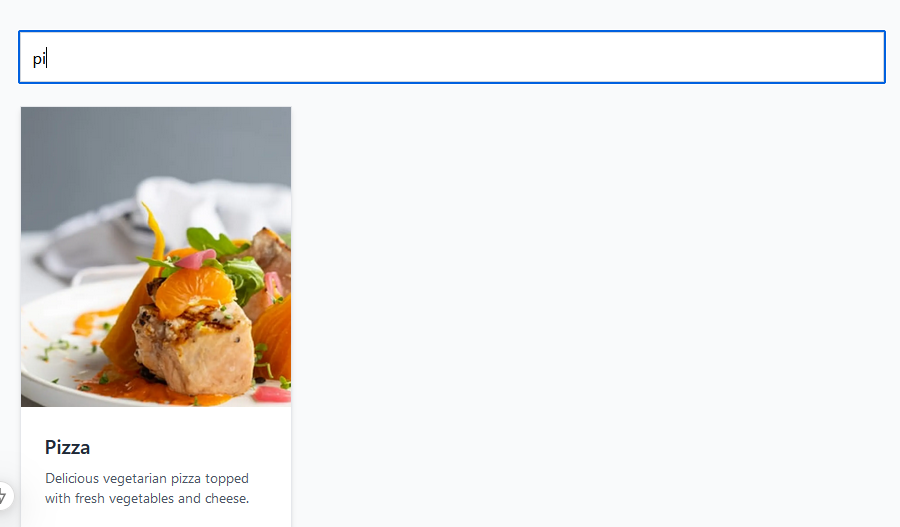 pi
Pizza
Delicious vegetarian pizza topped
with fresh vegetables and cheese.